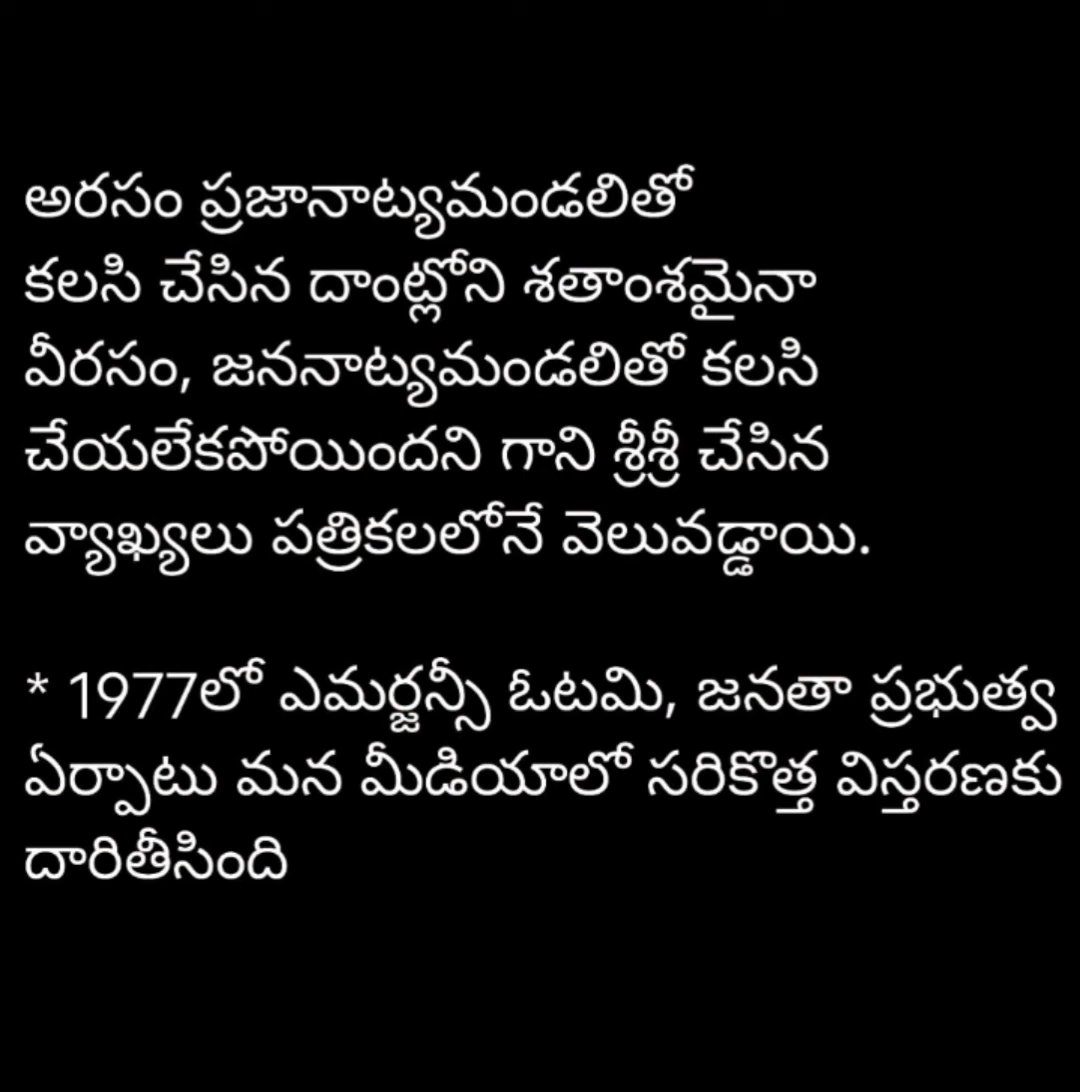 అరసం ప్రజానాట్యమండలితో
కలసి చేసిన దాంట్లోని శతాంశమైనా
వీరసం, జననాట్యమండలితో కలసి
చేయలేకపోయిందని గాని శ్రీశ్రీ చేసిన
వ్యాఖ్యలు పత్రికలలోనే వెలువడ్డాయి.
* 1977లో ఎమర్జన్సీ ఓటమి, జనతా ప్రభుత్వ
ఏర్పాటు మన మీడియాలో సరికొత్త విస్తరణకు
దారితీసింది